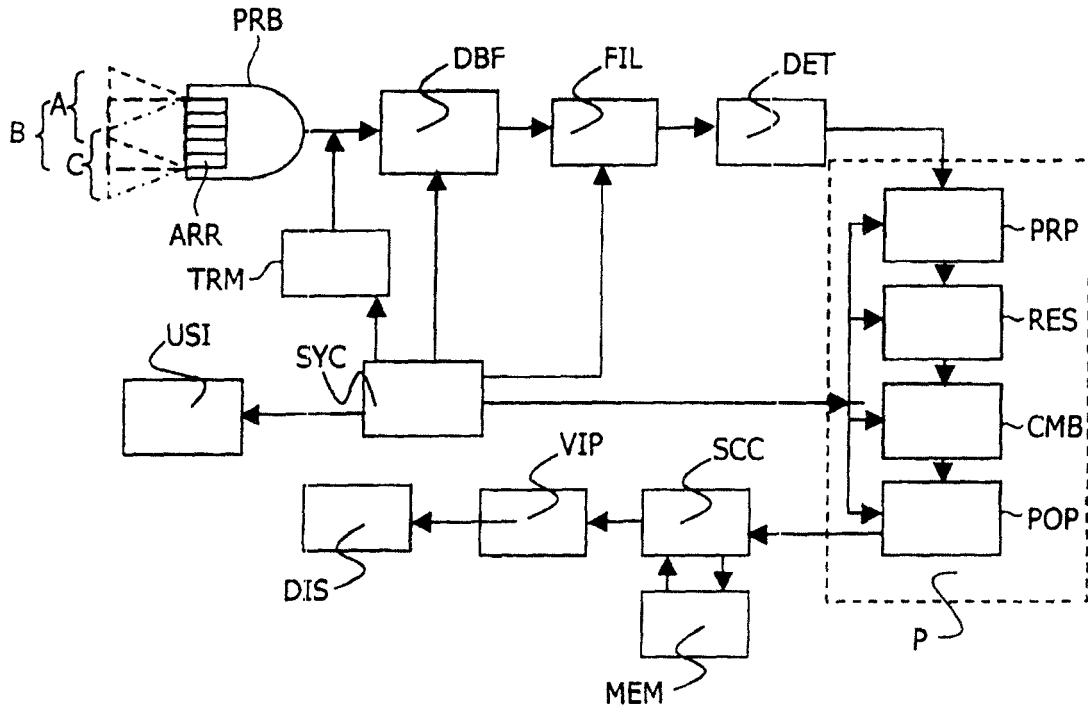 PRB
DBF
FIL
DET
A
B
C
ARR
TRM
PRP
RES
USI
SYC
CMB
VIP
SCC
POP
DIS
MEM
P